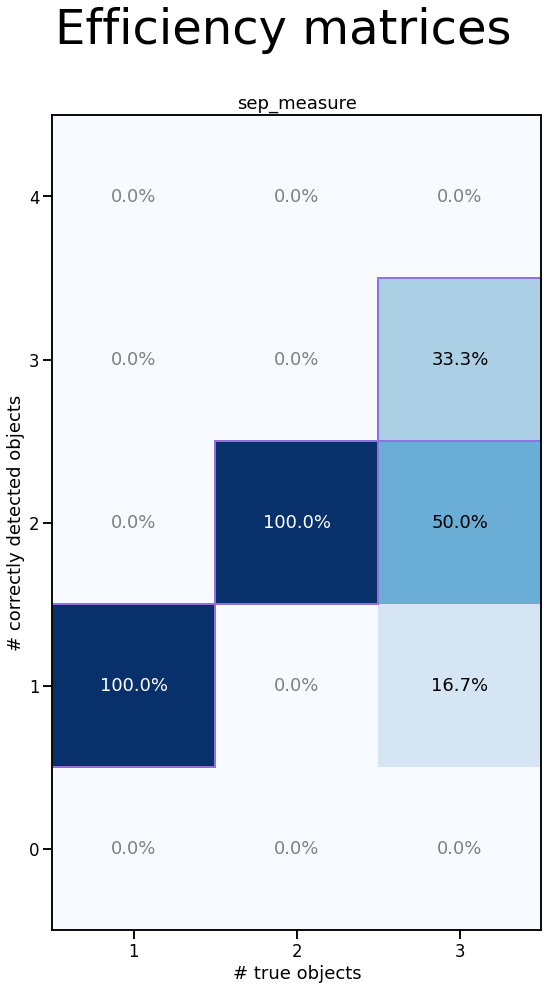 Efficiency matrices
sep_measure
4 0.0% 0.0% 0.0%
3 0.0% 0.0% 33.3%
2 0.0% 100.0% 50.0%
1 100.0% 0.0% 16.7%
0 0.0% 0.0% 0.0%
1 2 3
# true objects
# correctly detected objects